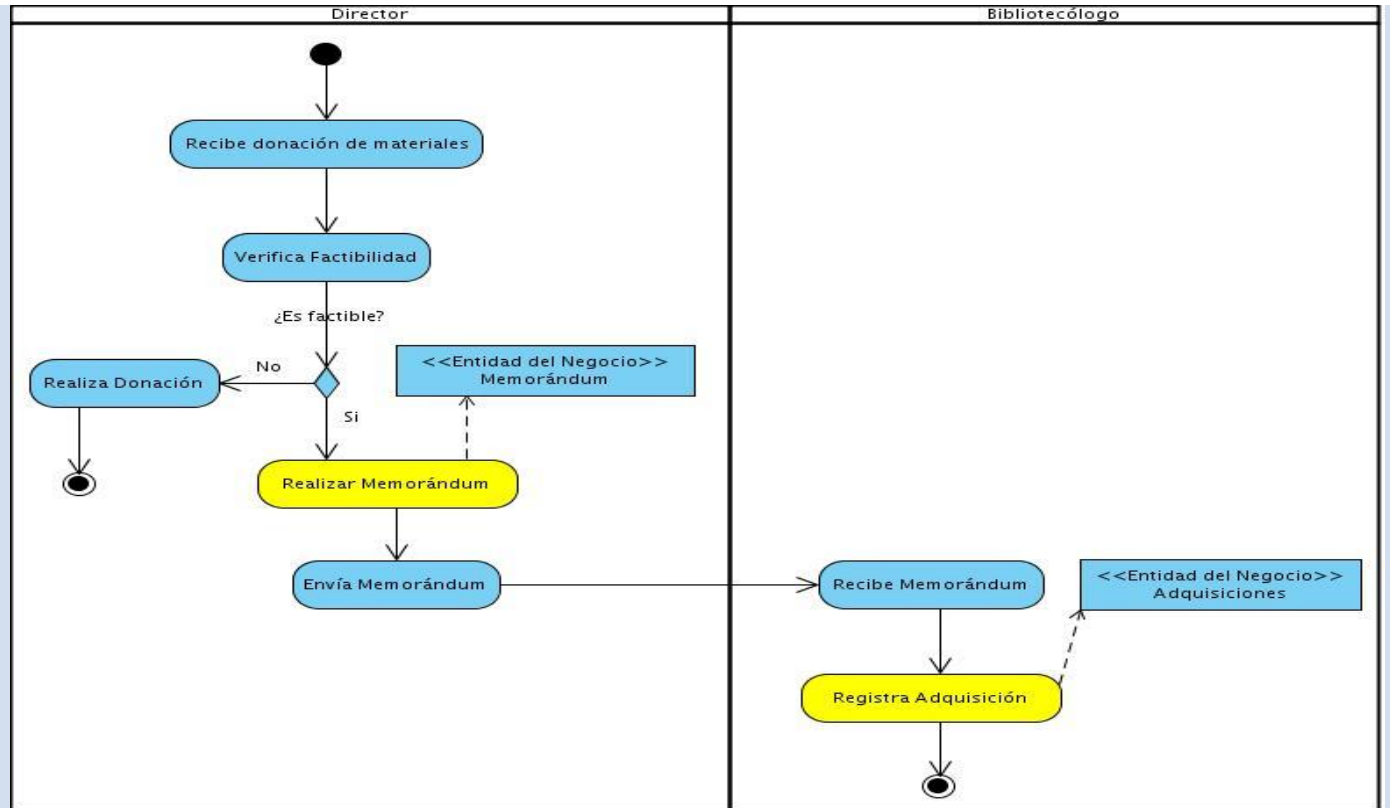 Director
Bibliotecólogo
Recibe donación de materiales
Verifica Factibilidad
¿Es factible?
No
Realiza Donación
<<Entidad del Negocio>>
Memorándum
Si
Realizar Memorándum
Envía Memorándum
Recibe Memorándum
<<Entidad del Negocio>>
Adquisiciones
Registra Adquisición